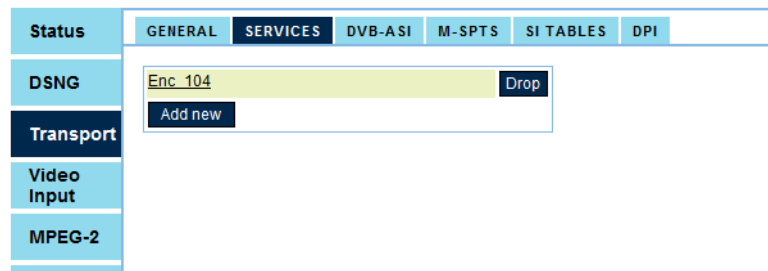 Status
GENERAL SERVICES DVB-ASI M-SPTS SI TABLES DPI
DSNG
Enc_104 Drop
Add new
Transport
Video
Input
MPEG-2